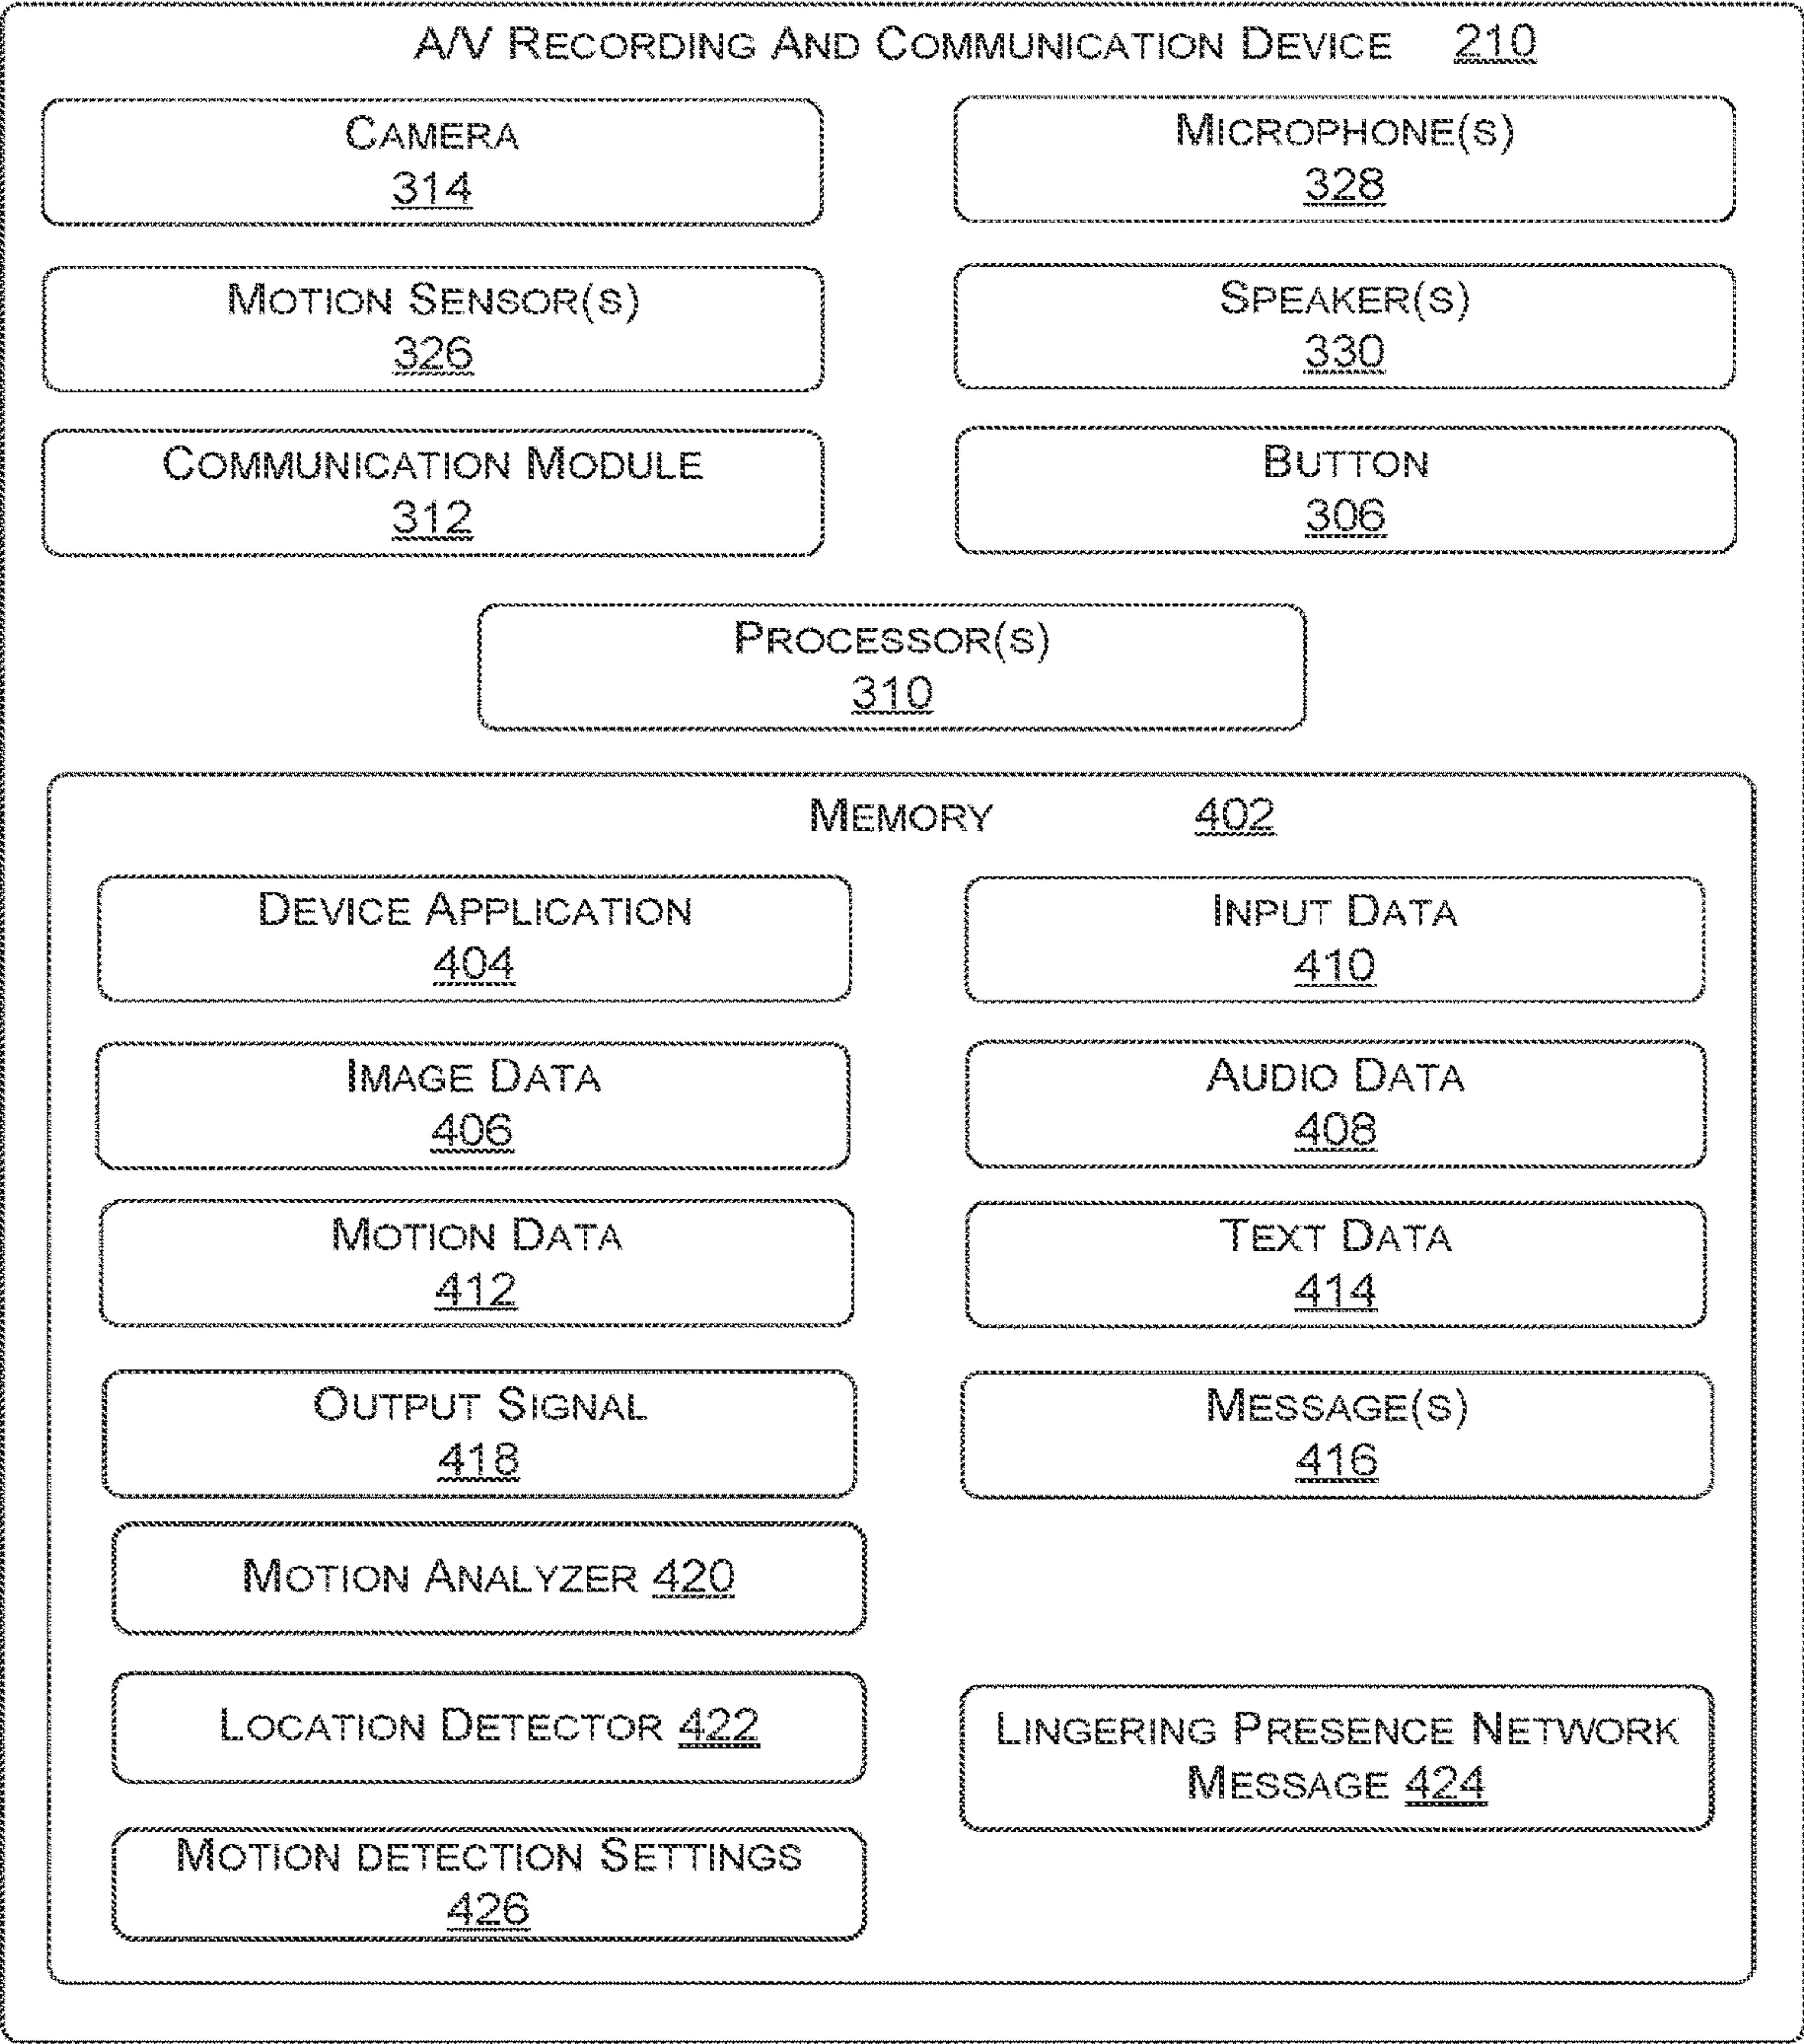 A/V RECORDING AND COMMUNICATION DEVICE 210
CAMERA
314
MICROPHONE(S)
328
MOTION SENSOR(S)
326
SPEAKER(S)
330
COMMUNICATION MODULE
312
BUTTON
306
PROCESSOR(S)
310
MEMORY 402
DEVICE APPLICATION
404
INPUT DATA
410
IMAGE DATA
406
AUDIO DATA
408
MOTION DATA
412
TEXT DATA
414
OUTPUT SIGNAL
418
MESSAGE(S)
416
MOTION ANALYZER 420
LOCATION DETECTOR 422
LINGERING PRESENCE NETWORK
MESSAGE 424
MOTION DETECTION SETTINGS
426